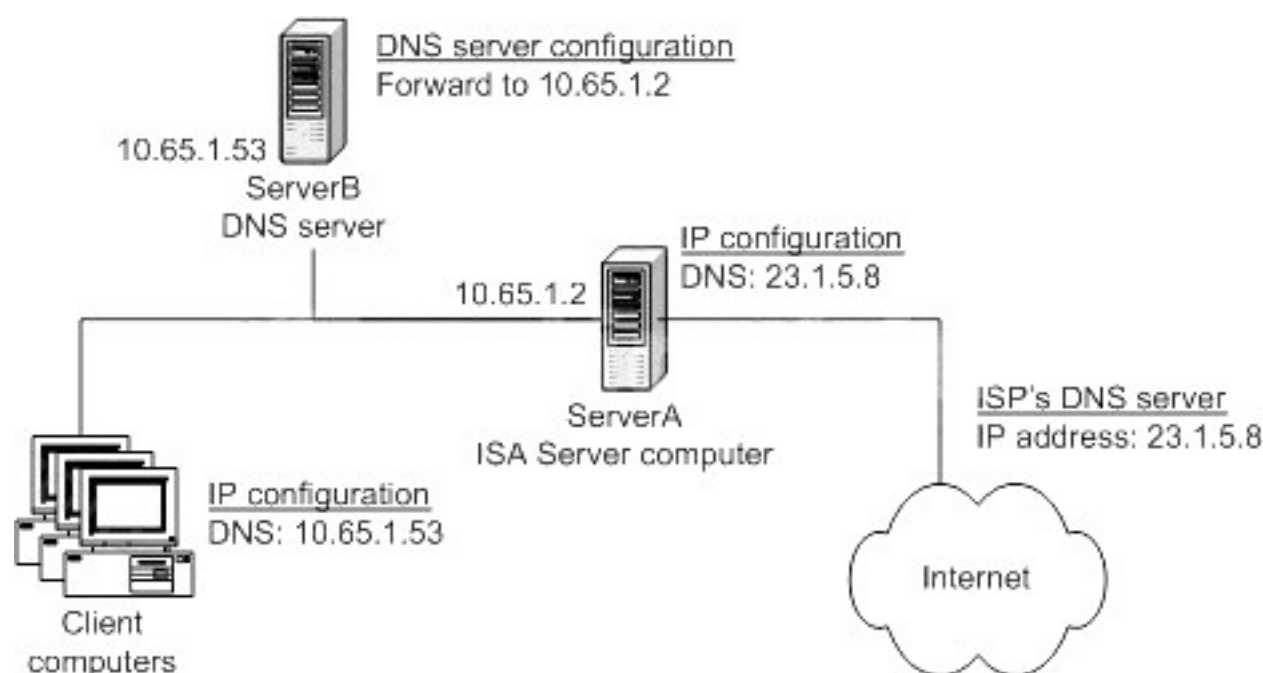 DNS server configuration
Forward to 10.65.1.2
10.65.1.53
ServerB
DNS server
IP configuration
DNS: 23.1.5.8
10.65.1.2
ServerA
ISA Server computer
ISP's DNS server
IP address: 23.1.5.8
IP configuration
DNS: 10.65.1.53
Internet
Client
computers